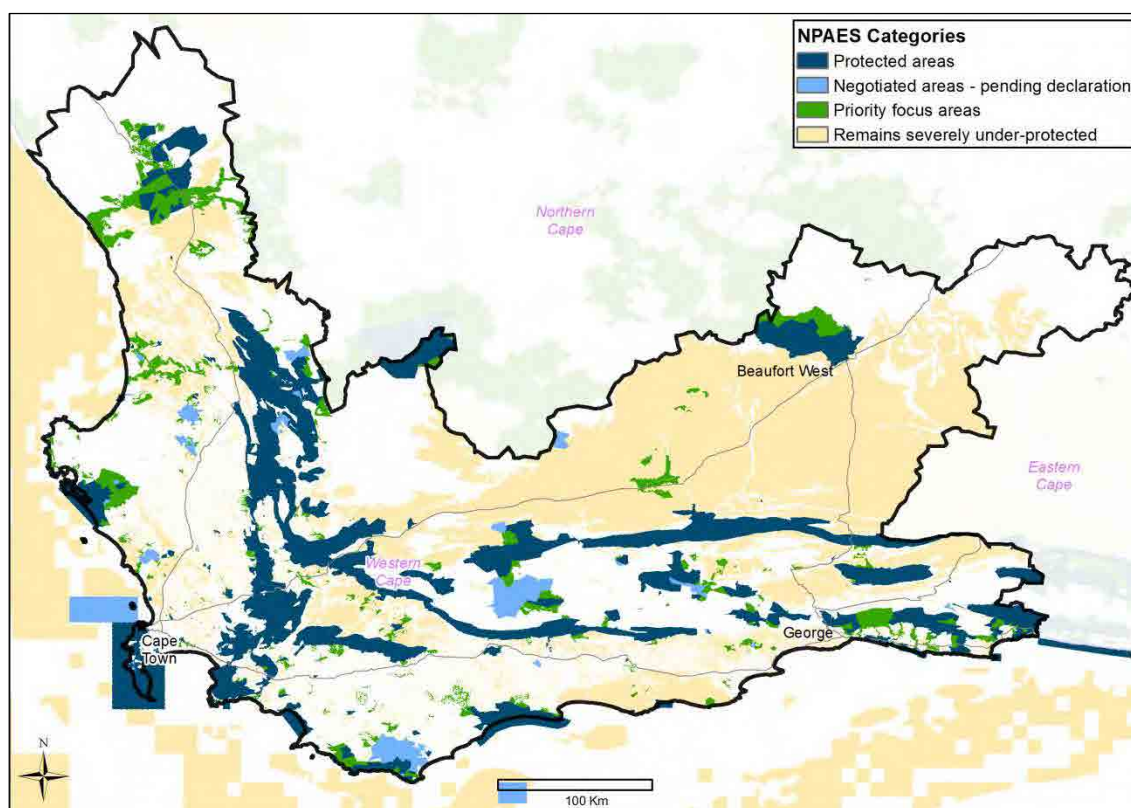 NPAES Categories
Protected areas
Negotiated areas - pending declaration
Priority focus areas
Remains severely under-protected
Northern
Cape
Beaufort West
Eastern
Cape
Western
Cape
Cape
Town
George
N
100 Km